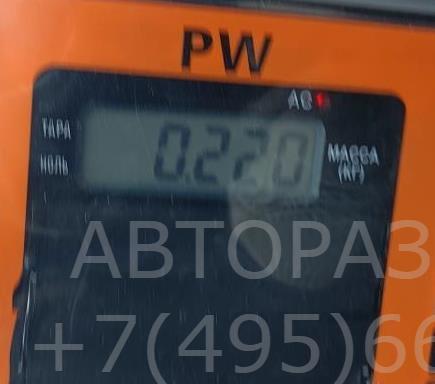 PW
AC
ТАРА
0.220
МАССА
НОЛЬ
(КГ)
АВТОРАЗ
+7(495)66